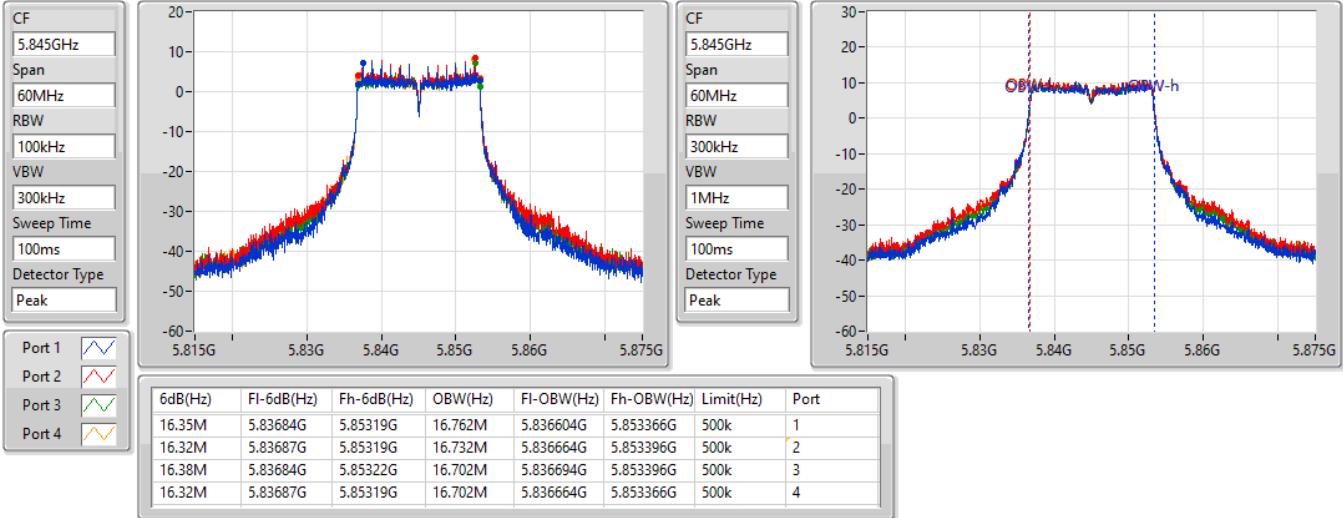 CF
5.845GHz
Span
60MHz
RBW
100kHz
VBW
300kHz
Sweep Time
100ms
Detector Type
Peak
20
10
0
-10
-20
-30
-40
-50
-60
5.815G 5.83G 5.84G 5.85G 5.86G 5.875G
CF
5.845GHz
Span
60MHz
RBW
300kHz
VBW
1MHz
Sweep Time
100ms
Detector Type
Peak
30
20
10
0
-10
-20
-30
-40
-50
-60
OBW-h
5.815G 5.83G 5.84G 5.85G 5.86G 5.875G
Port 1
Port 2
Port 3
Port 4
6dB(Hz) Fl-6dB(Hz) Fh-6dB(Hz) OBW(Hz) Fl-OBW(Hz) Fh-OBW(Hz) Limit(Hz) Port
16.35M 5.83684G 5.85319G 16.762M 5.836604G 5.853366G 500k 1
16.32M 5.83687G 5.85319G 16.732M 5.836664G 5.853396G 500k 2
16.38M 5.83684G 5.85322G 16.702M 5.836694G 5.853396G 500k 3
16.32M 5.83687G 5.85319G 16.702M 5.836664G 5.853366G 500k 4